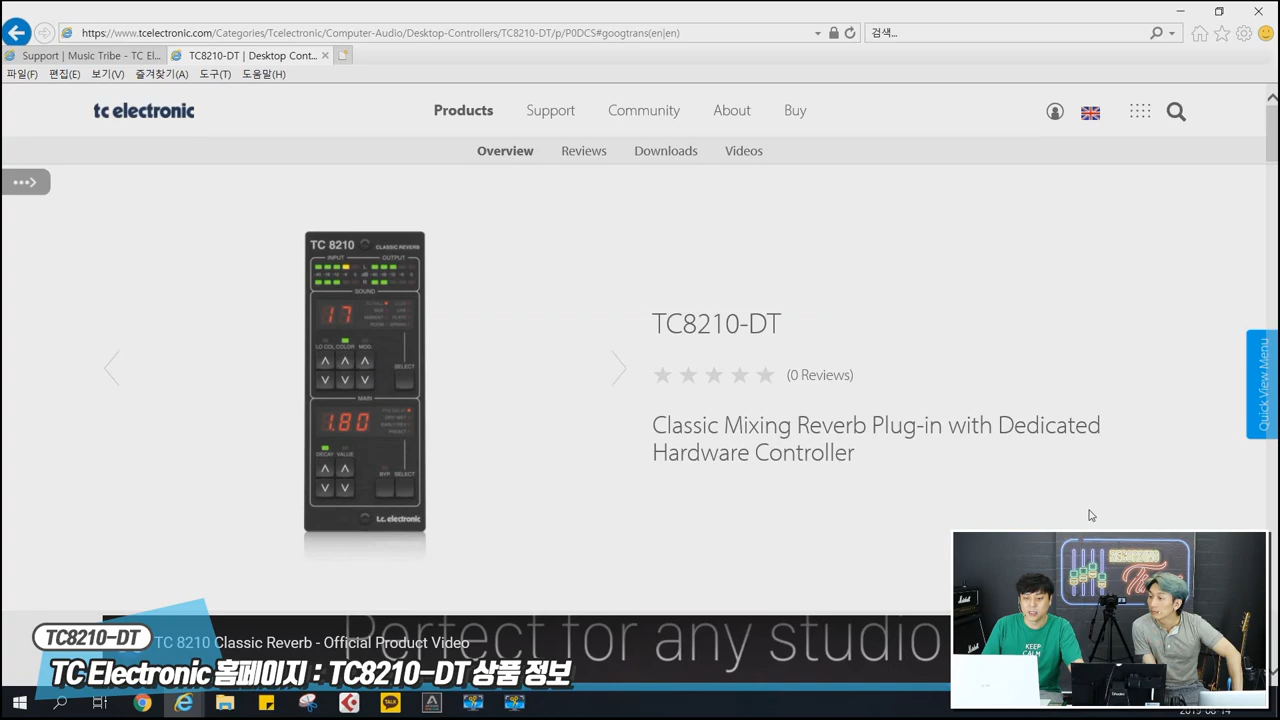 https://www.tcelectronic.com/Categories/Tcelectronic/Computer-Audio/Desktop-Controllers/TC8210-DT/p/P0DCS#googtrans(en|en)
검색...
Support | Music Tribe - TC El...
TC8210-DT | Desktop Cont...
파일(F) 편집(E) 보기(V) 즐겨찾기(A) 도구(T) 도움말(H)
tc electronic
Products Support Community About Buy
Overview Reviews Downloads Videos
TC 8210 CLASSIC REVERB
INPUT OUTPUT
SOUND
17
LO COL COLOR MOD.
SELECT
MAIN
1.80
DECAY VALUE
BYP. SELECT
t.c. electronic
TC8210-DT
(0 Reviews)
Classic Mixing Reverb Plug-in with Dedicated
Hardware Controller
Quick View Menu
Perfect for any studio
TC 8210 Classic Reverb - Official Product Video
TC8210-DT
TC Electronic 홈페이지 : TC8210-DT 상품 정보
KEEP
CALM
Marshall
TALK
2019-08-14